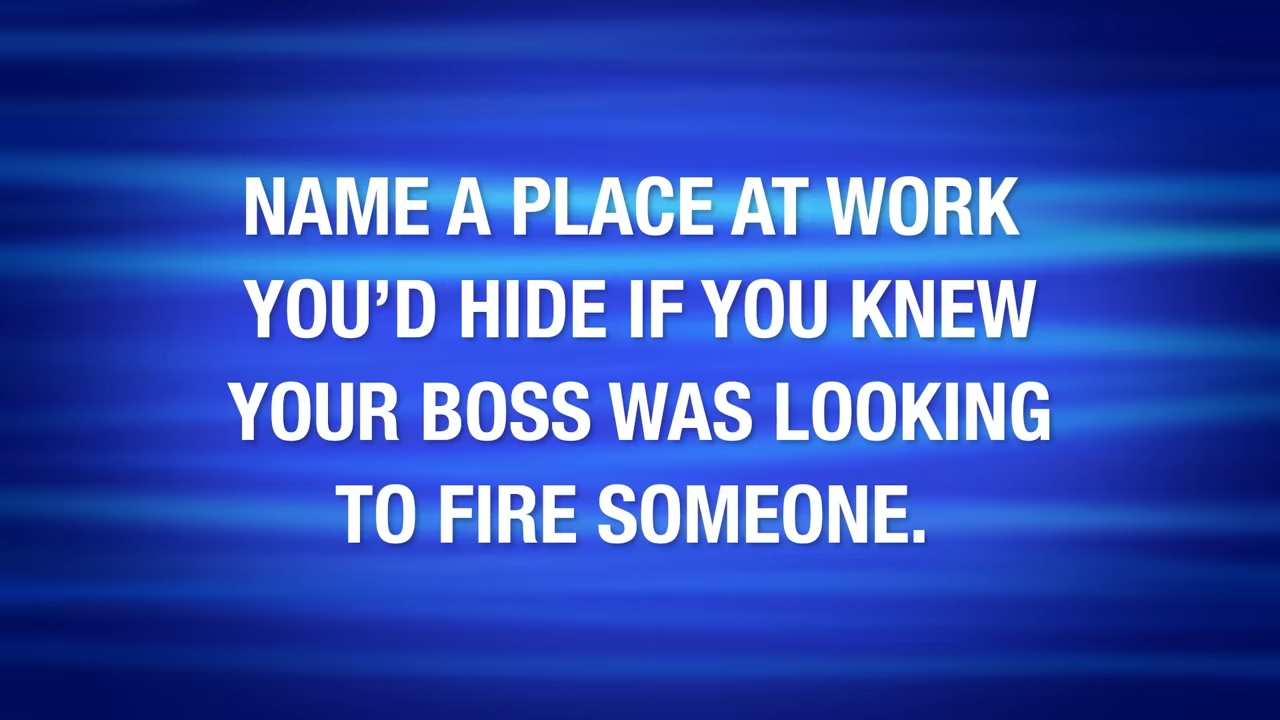 NAME A PLACE AT WORK
YOU’D HIDE IF YOU KNEW
YOUR BOSS WAS LOOKING
TO FIRE SOMEONE.